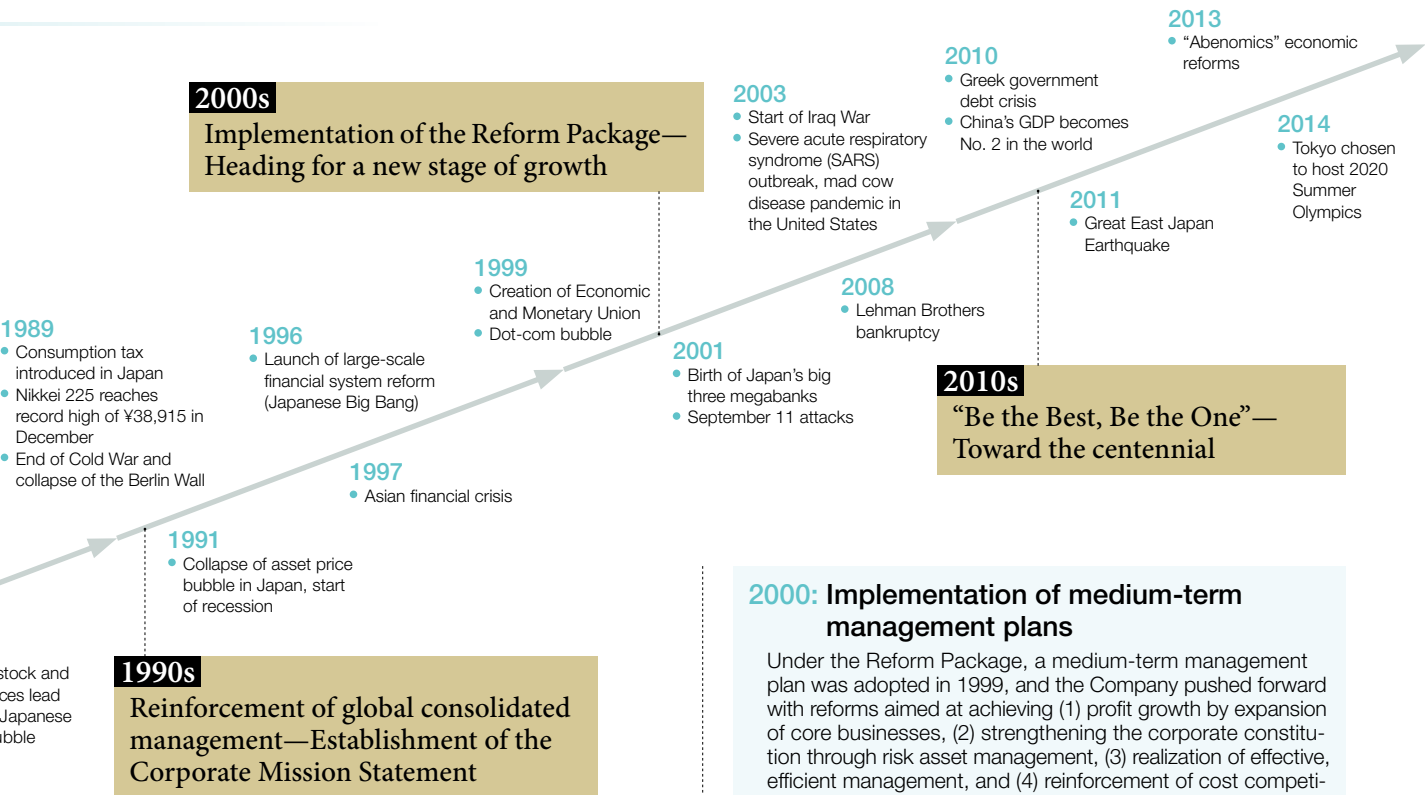 1989
• Consumption tax
introduced in Japan
• Nikkei 225 reaches
record high of ¥38,915 in
December
• End of Cold War and
collapse of the Berlin Wall
1991
• Collapse of asset price
bubble in Japan, start
of recession
stock and
lead
Japanese
1990s
Reinforcement of global consolidated
management—Establishment of the
Corporate Mission Statement
1996
• Launch of large-scale
financial system reform
(Japanese Big Bang)
1997
• Asian financial crisis
1999
• Creation of Economic
and Monetary Union
• Dot-com bubble
2000s
Implementation of the Reform Package—
Heading for a new stage of growth
2001
• Birth of Japan’s big
three megabanks
• September 11 attacks
2003
• Start of Iraq War
• Severe acute respiratory
syndrome (SARS)
outbreak, mad cow
disease pandemic in
the United States
2008
• Lehman Brothers
bankruptcy
2010
• Greek government
debt crisis
• China’s GDP becomes
No. 2 in the world
2010s
“Be the Best, Be the One”—
Toward the centennial
2011
• Great East Japan
Earthquake
2013
• “Abenomics” economic
reforms
2014
• Tokyo chosen
to host 2020
Summer
Olympics
2000: Implementation of medium-term
management plans
Under the Reform Package, a medium-term management
plan was adopted in 1999, and the Company pushed forward
with reforms aimed at achieving (1) profit growth by expansion
of core businesses, (2) strengthening the corporate constitu-
tion through risk asset management, (3) realization of effective,
efficient management, and (4) reinforcement of cost competi-